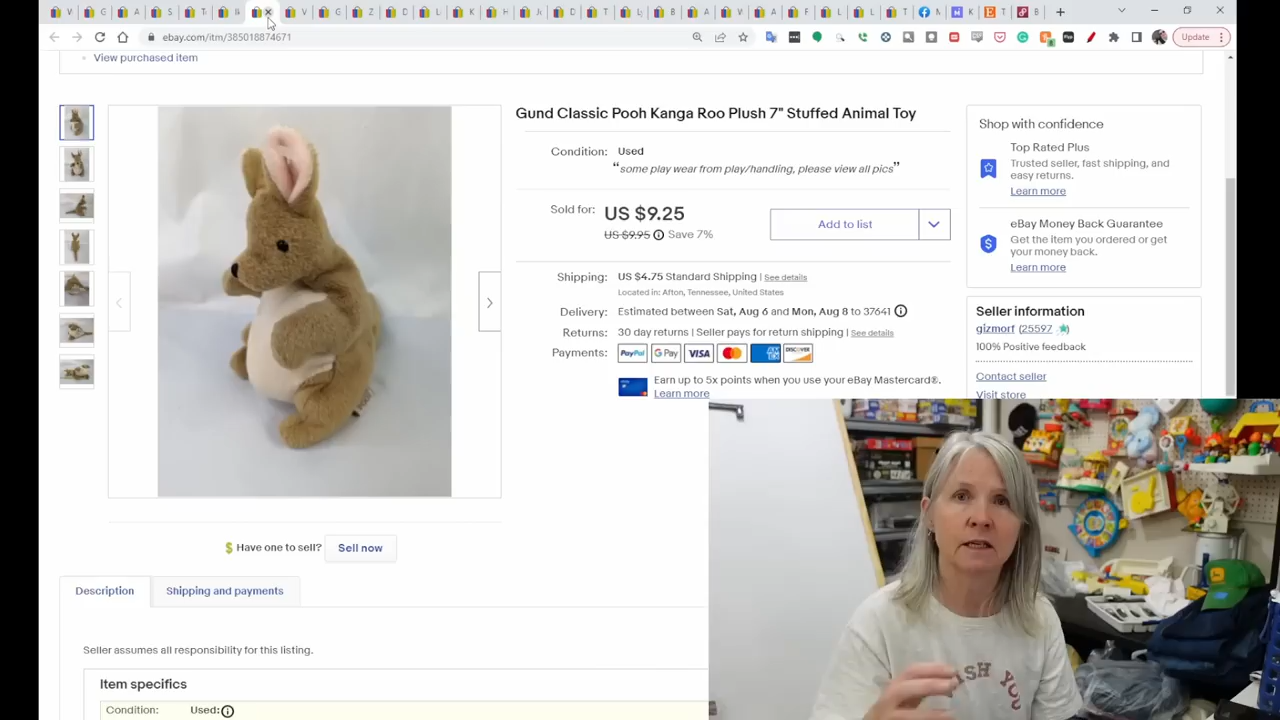 ebay.com/itm/385018874671
Update
View purchased item
Gund Classic Pooh Kanga Roo Plush 7" Stuffed Animal Toy
Condition: Used
“some play wear from play/handling, please view all pics”
Sold for: US $9.25
US $9.95 Save 7%
Add to list
Shipping: US $4.75 Standard Shipping | See details
Located in: Afton, Tennessee, United States
Delivery: Estimated between Sat, Aug 6 and Mon, Aug 8 to 37641
Returns: 30 day returns | Seller pays for return shipping | See details
Payments: PayPal G Pay VISA DISCOVER
Earn up to 5x points when you use your eBay Mastercard®.
Learn more
Shop with confidence
Top Rated Plus
Trusted seller, fast shipping, and
easy returns.
Learn more
eBay Money Back Guarantee
Get the item you ordered or get
your money back.
Learn more
Seller information
gizmorf (25597)
100% Positive feedback
Contact seller
Visit store
Have one to sell? Sell now
Description
Shipping and payments
Seller assumes all responsibility for this listing.
Item specifics
Condition: Used:
ISH YOU